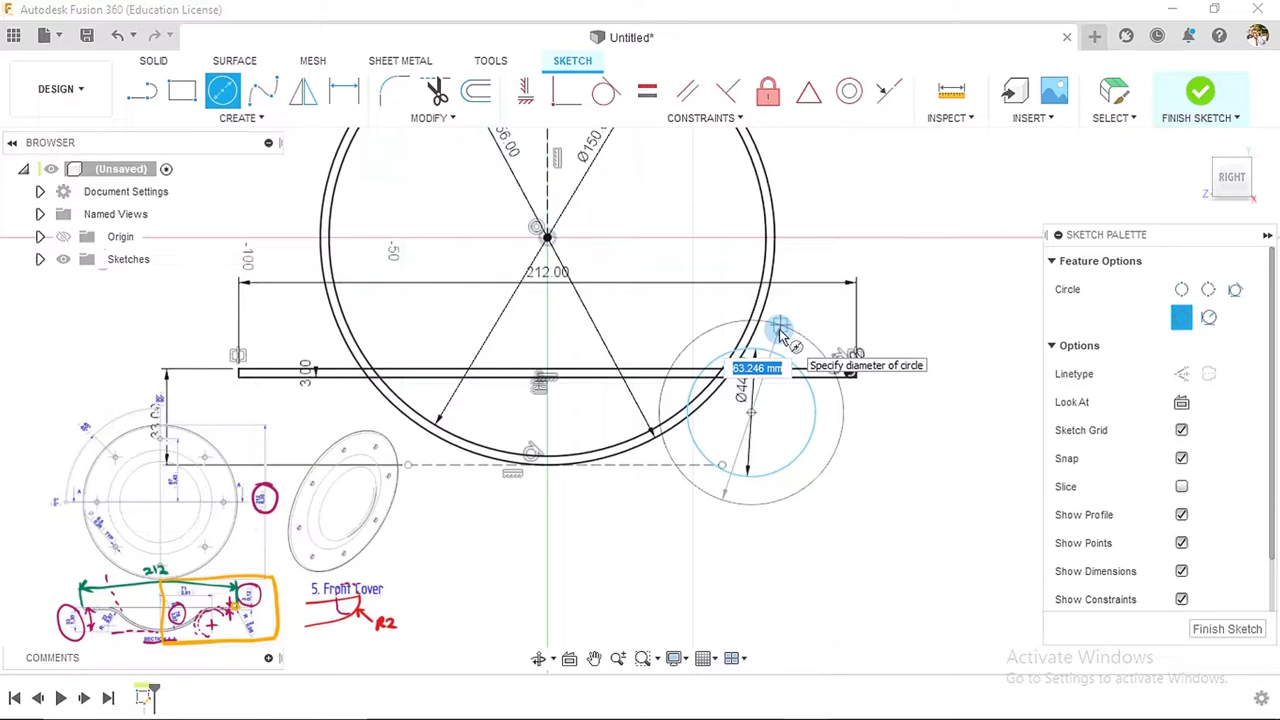 Autodesk Fusion 360 (Education License)
Untitled*
SOLID SURFACE MESH SHEET METAL SKETCH TOOLS
DESIGN
CREATE MODIFY CONSTRAINTS INSPECT INSERT SELECT FINISH SKETCH
BROWSER
(Unsaved)
Document Settings
Named Views
Origin
Sketches
RIGHT
Z
X
Ø150
-100
-50
212.00
3.00
63.246 mm
Specify diameter of circle
SKETCH PALETTE
Feature Options
Circle
Options
Linetype
Look At
Sketch Grid
Snap
Slice
Show Profile
Show Points
Show Dimensions
Show Constraints
Finish Sketch
212
5. Front Cover
R2
COMMENTS
Activate Windows
Go to Settings to activate Windows.